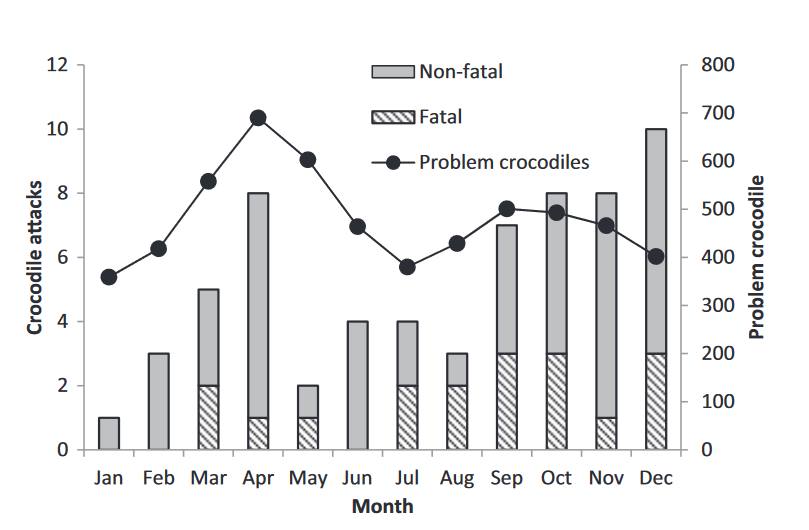 12
10
8
6
4
2
0
Crocodile attacks
Non-fatal
Fatal
Problem crocodiles
800
700
600
500
400
300
200
100
0
Problem crocodile
Jan Feb Mar Apr May Jun Jul Aug Sep Oct Nov Dec
Month